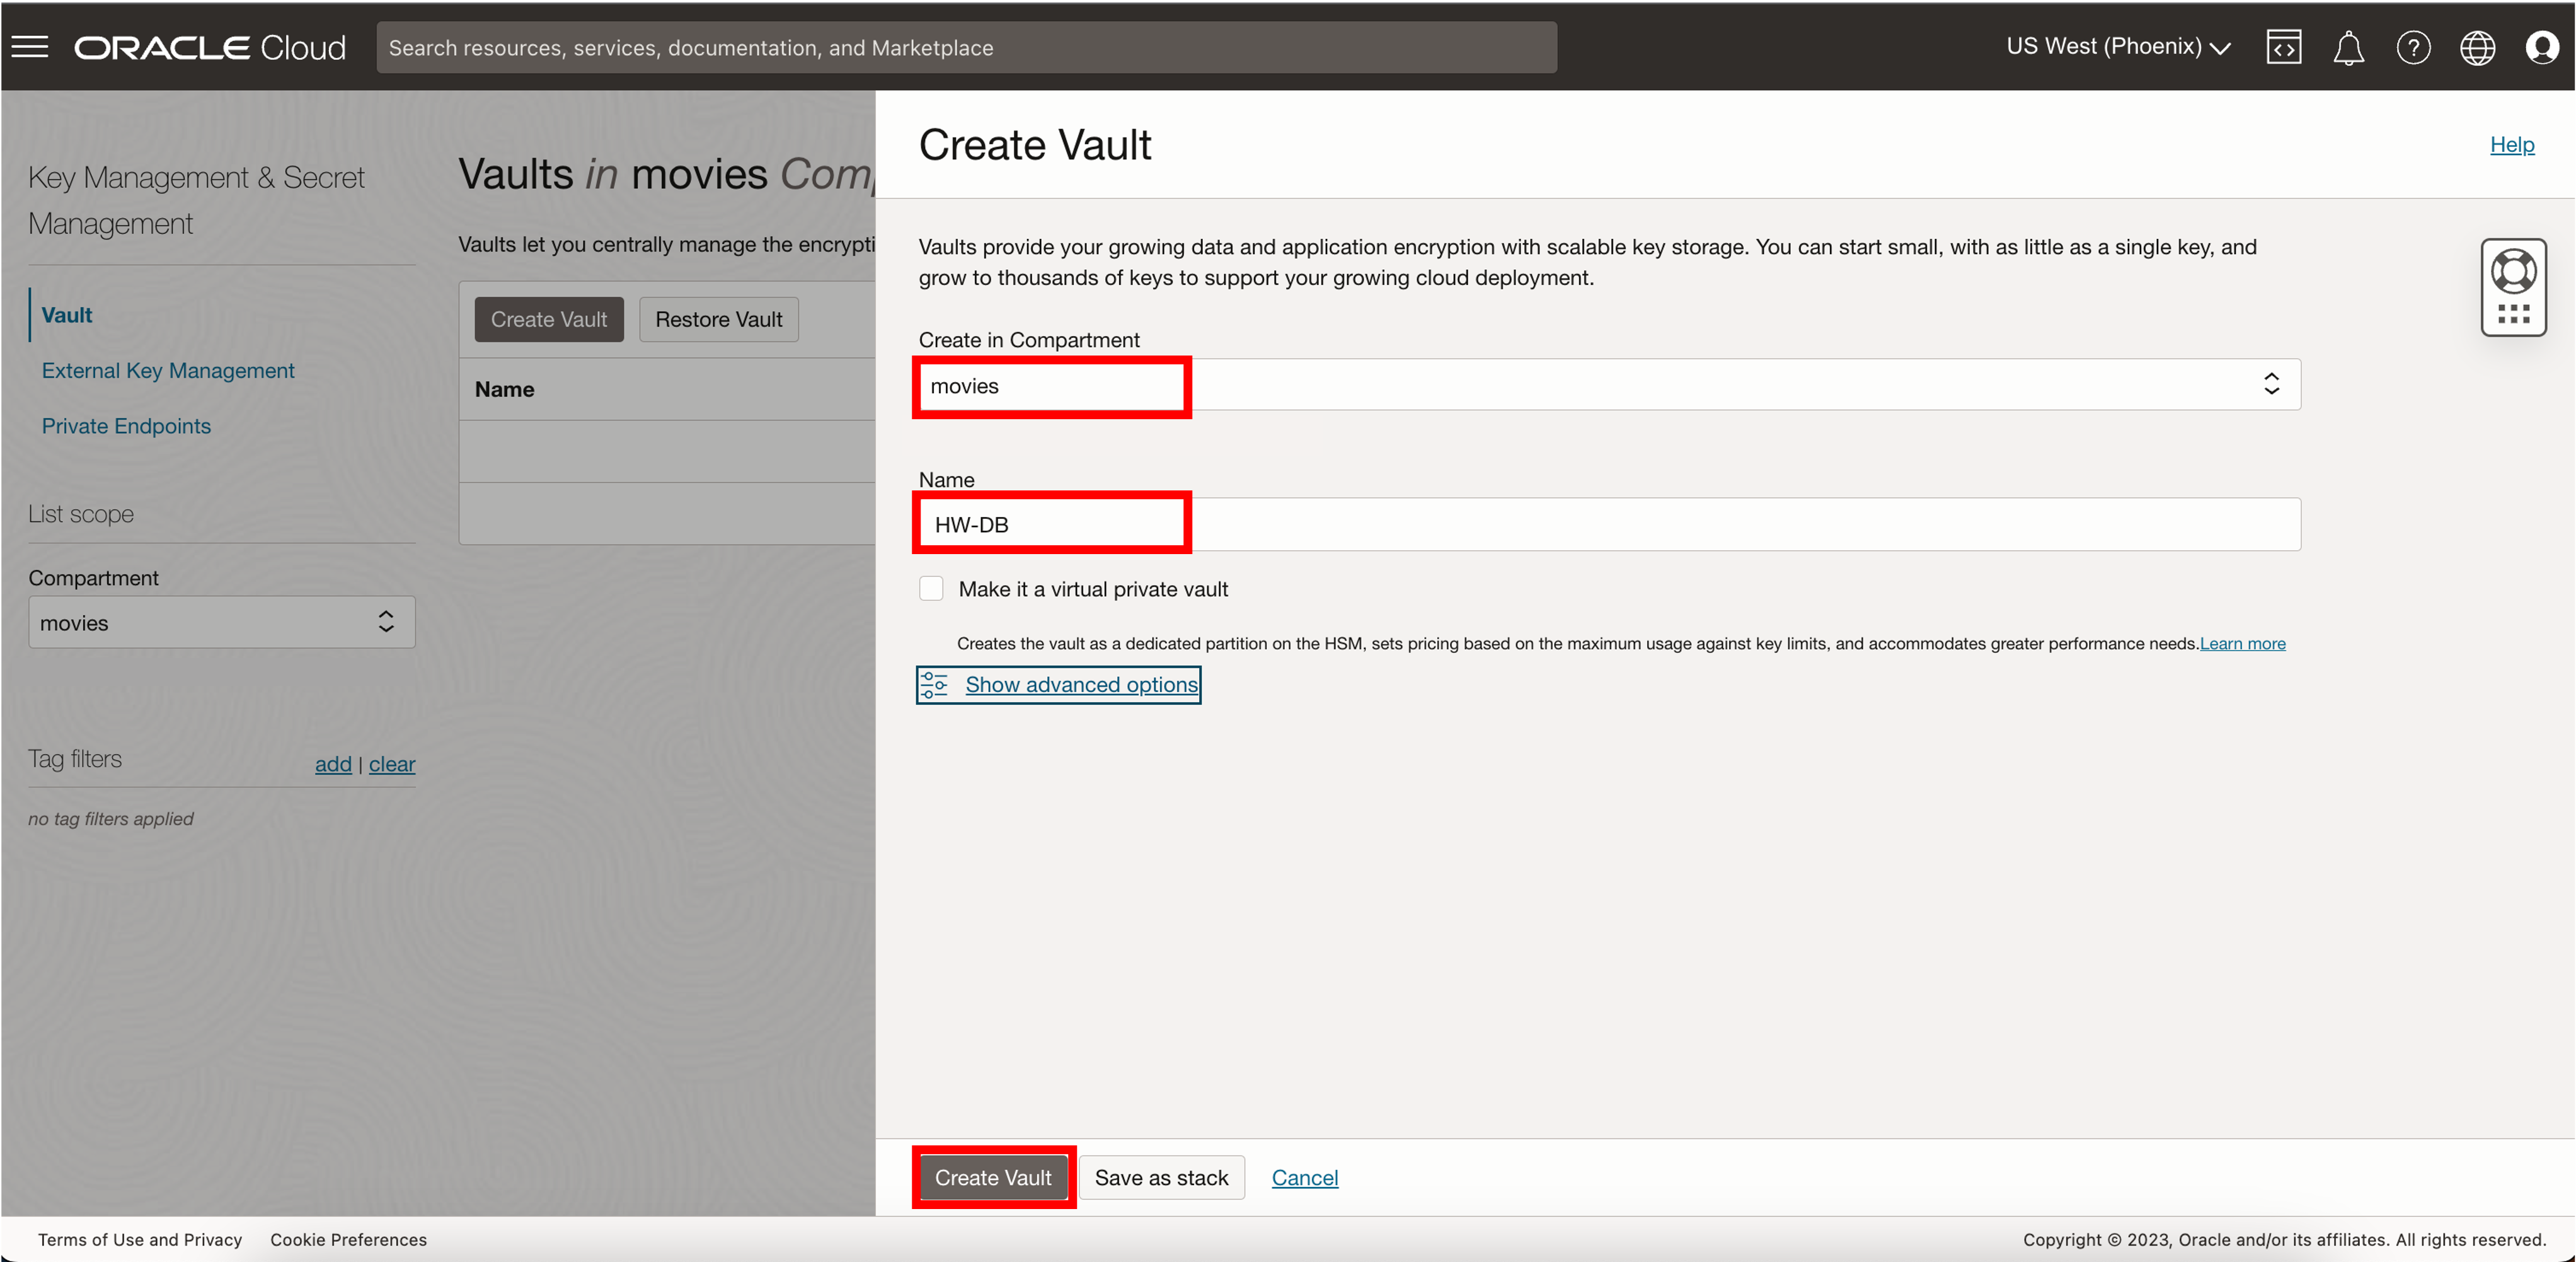 ORACLE Cloud
Search resources, services, documentation, and Marketplace
US West (Phoenix)
Key Management & Secret
Management
Vault
External Key Management
Private Endpoints
List scope
Compartment
movies
Tag filters
add | clear
no tag filters applied
Vaults in movies Comp
Vaults let you centrally manage the encrypti
Create Vault
Restore Vault
Name
Create Vault
Help
Vaults provide your growing data and application encryption with scalable key storage. You can start small, with as little as a single key, and
grow to thousands of keys to support your growing cloud deployment.
Create in Compartment
movies
Name
HW-DB
Make it a virtual private vault
Creates the vault as a dedicated partition on the HSM, sets pricing based on the maximum usage against key limits, and accommodates greater performance needs.Learn more
Show advanced options
Create Vault
Save as stack
Cancel
Terms of Use and Privacy
Cookie Preferences
Copyright © 2023, Oracle and/or its affiliates. All rights reserved.